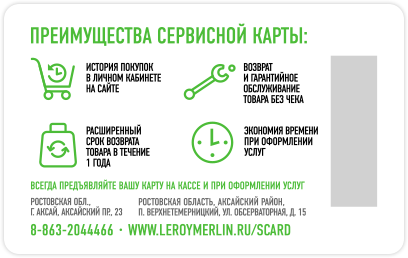 ПРЕИМУЩЕСТВА СЕРВИСНОЙ КАРТЫ:
ИСТОРИЯ ПОКУПОК
В ЛИЧНОМ КАБИНЕТЕ
НА САЙТЕ
ВОЗВРАТ
И ГАРАНТИЙНОЕ
ОБСЛУЖИВАНИЕ
ТОВАРА БЕЗ ЧЕКА
РАСШИРЕННЫЙ
СРОК ВОЗВРАТА
ТОВАРА В ТЕЧЕНИЕ
1 ГОДА
ЭКОНОМИЯ ВРЕМЕНИ
ПРИ ОФОРМЛЕНИИ
УСЛУГ
ВСЕГДА ПРЕДЪЯВЛЯЙТЕ ВАШУ КАРТУ НА КАССЕ И ПРИ ОФОРМЛЕНИИ УСЛУГ
РОСТОВСКАЯ ОБЛ.,
Г. АКСАЙ, АКСАЙСКИЙ ПР., 23
РОСТОВСКАЯ ОБЛАСТЬ, АКСАЙСКИЙ РАЙОН,
П. ВЕРХНЕТЕМЕРНИЦКИЙ, УЛ. ОБСЕРВАТОРНАЯ, Д. 15
8-863-2044466 · WWW.LEROYMERLIN.RU/SCARD